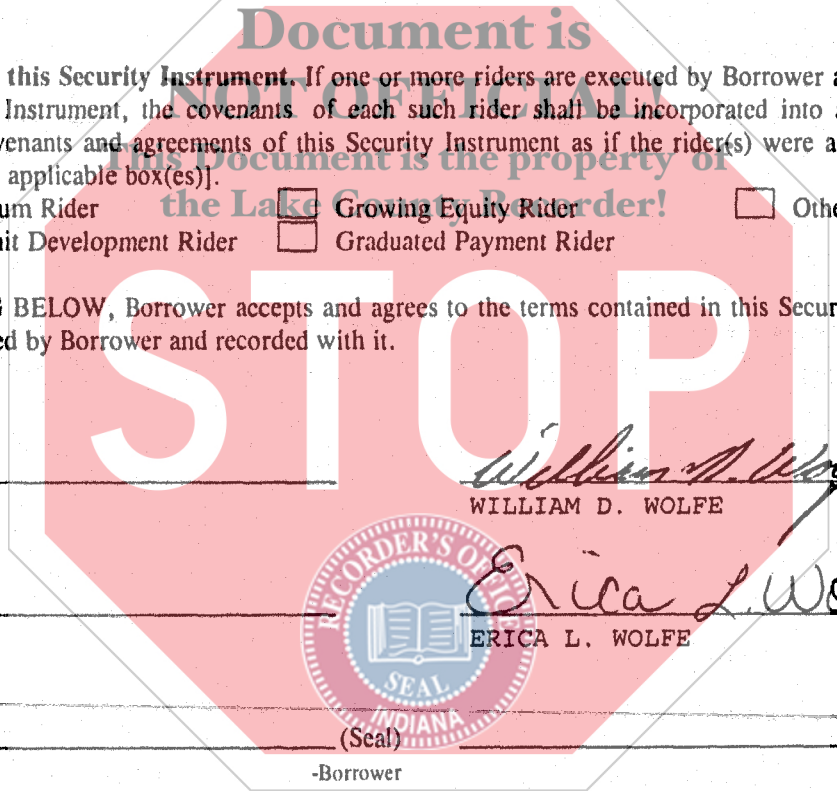 Document is
this Security Instrument. If one or more riders are executed by Borrower
NOT OFFICIAL!
Instrument, the covenants of each such rider shall be incorporated into
venants and agreements of this Security Instrument as if the rider(s) were a
This Document is the property of
applicable box(es)].
um Rider Growing Equity Rider Othe
the Lake County Recorder!
it Development Rider Graduated Payment Rider
BELOW, Borrower accepts and agrees to the terms contained in this Secur
ed by Borrower and recorded with it.
STOP
William D. Wo
WILLIAM D. WOLFE
RECORDER'S OFFICE
Erica L. Wo
ERICA L. WOLFE
SEAL
INDIANA
(Seal)
-Borrower